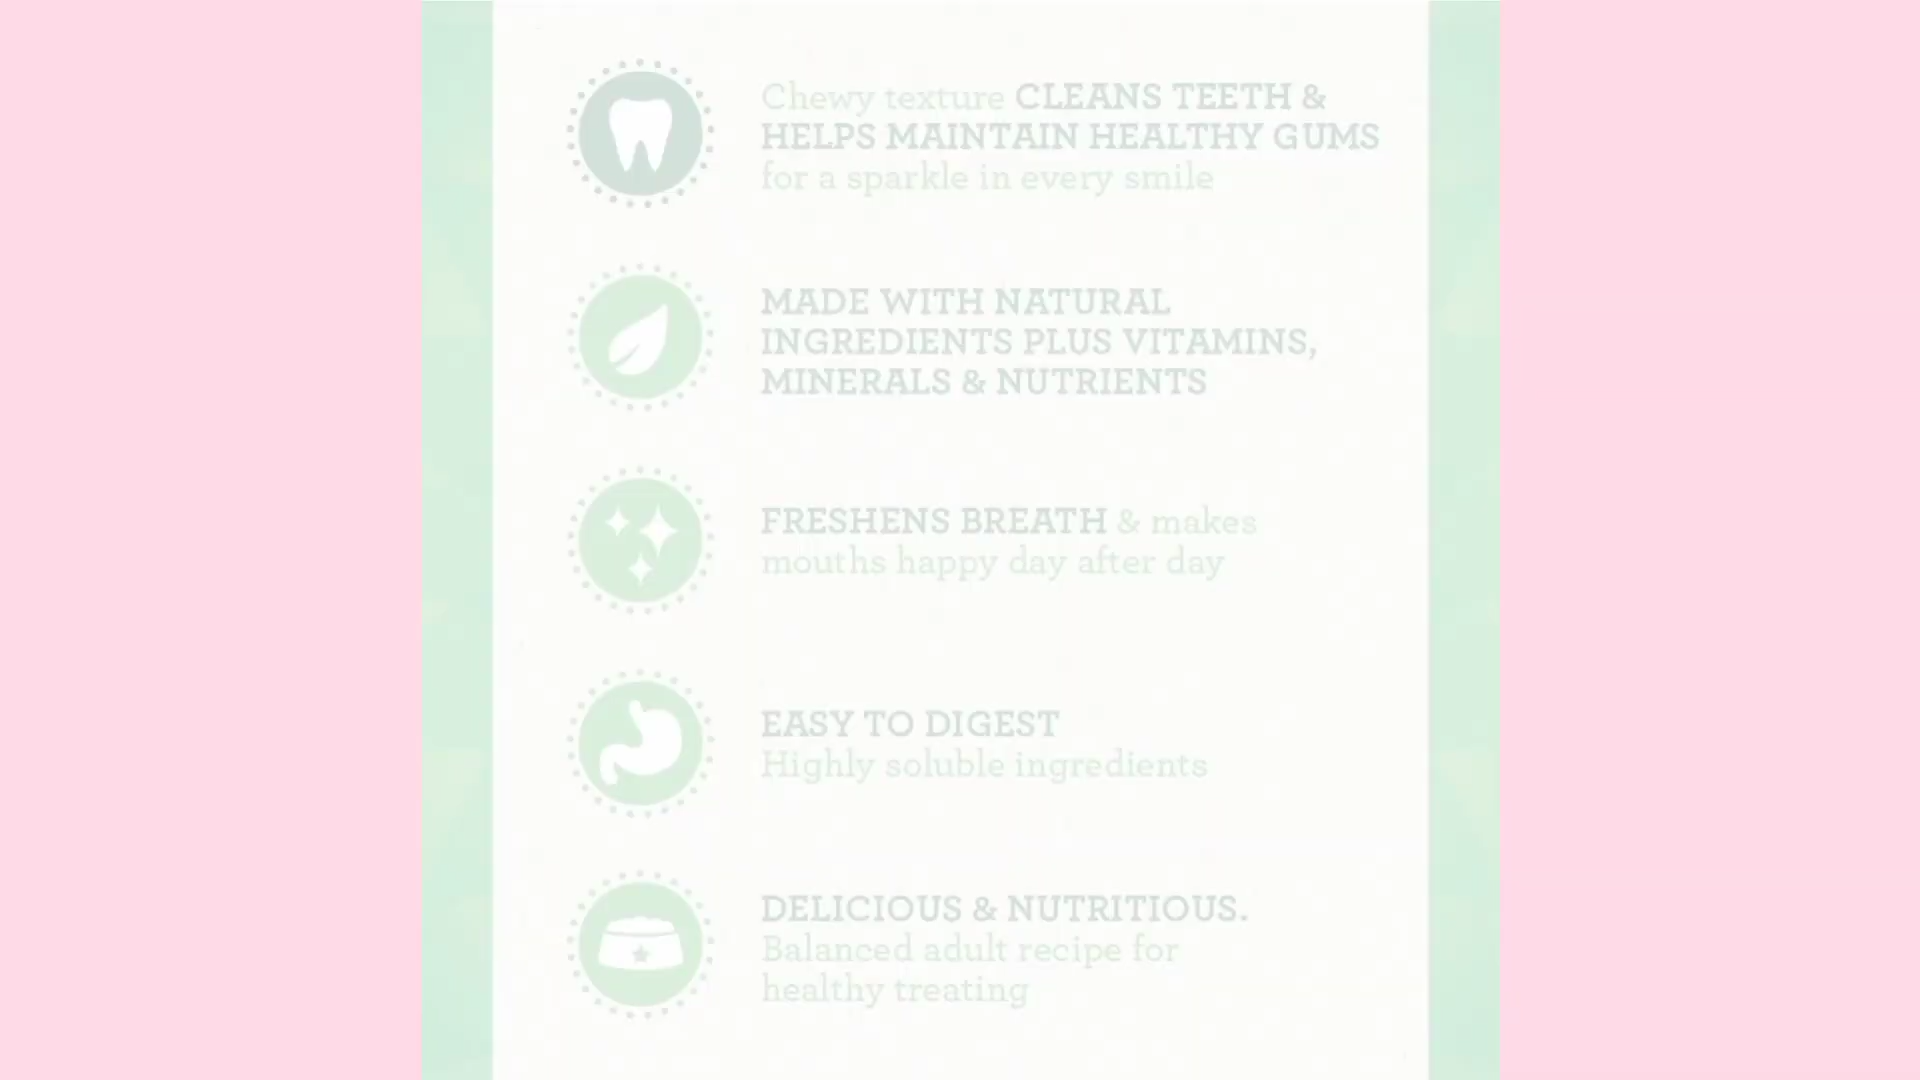 Chewy texture CLEANS TEETH &
HELPS MAINTAIN HEALTHY GUMS
for a sparkle in every smile
MADE WITH NATURAL
INGREDIENTS PLUS VITAMINS,
MINERALS & NUTRIENTS
FRESHENS BREATH & makes
mouths happy day after day
EASY TO DIGEST
Highly soluble ingredients
DELICIOUS & NUTRITIOUS.
Balanced adult recipe for
healthy treating